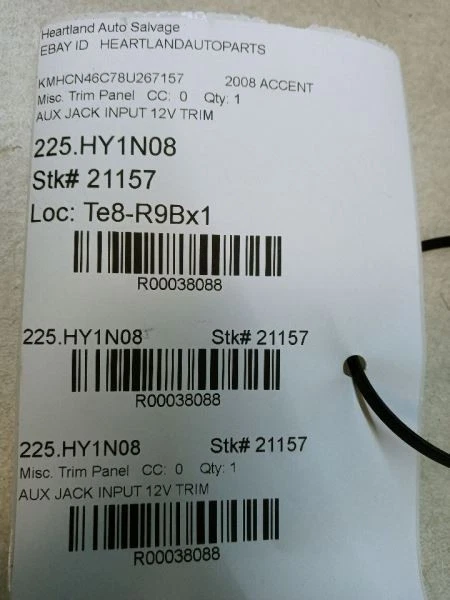 Heartland Auto Salvage
EBAY ID HEARTLANDAUTOPARTS
KMHCN46C78U267157 2008 ACCENT
Misc. Trim Panel CC: 0 Qty: 1
AUX JACK INPUT 12V TRIM
225.HY1N08
Stk# 21157
Loc: Te8-R9Bx1
R00038088
225.HY1N08 Stk# 21157
R00038088
225.HY1N08 Stk# 21157
Misc. Trim Panel CC: 0 Qty: 1
AUX JACK INPUT 12V TRIM
R00038088